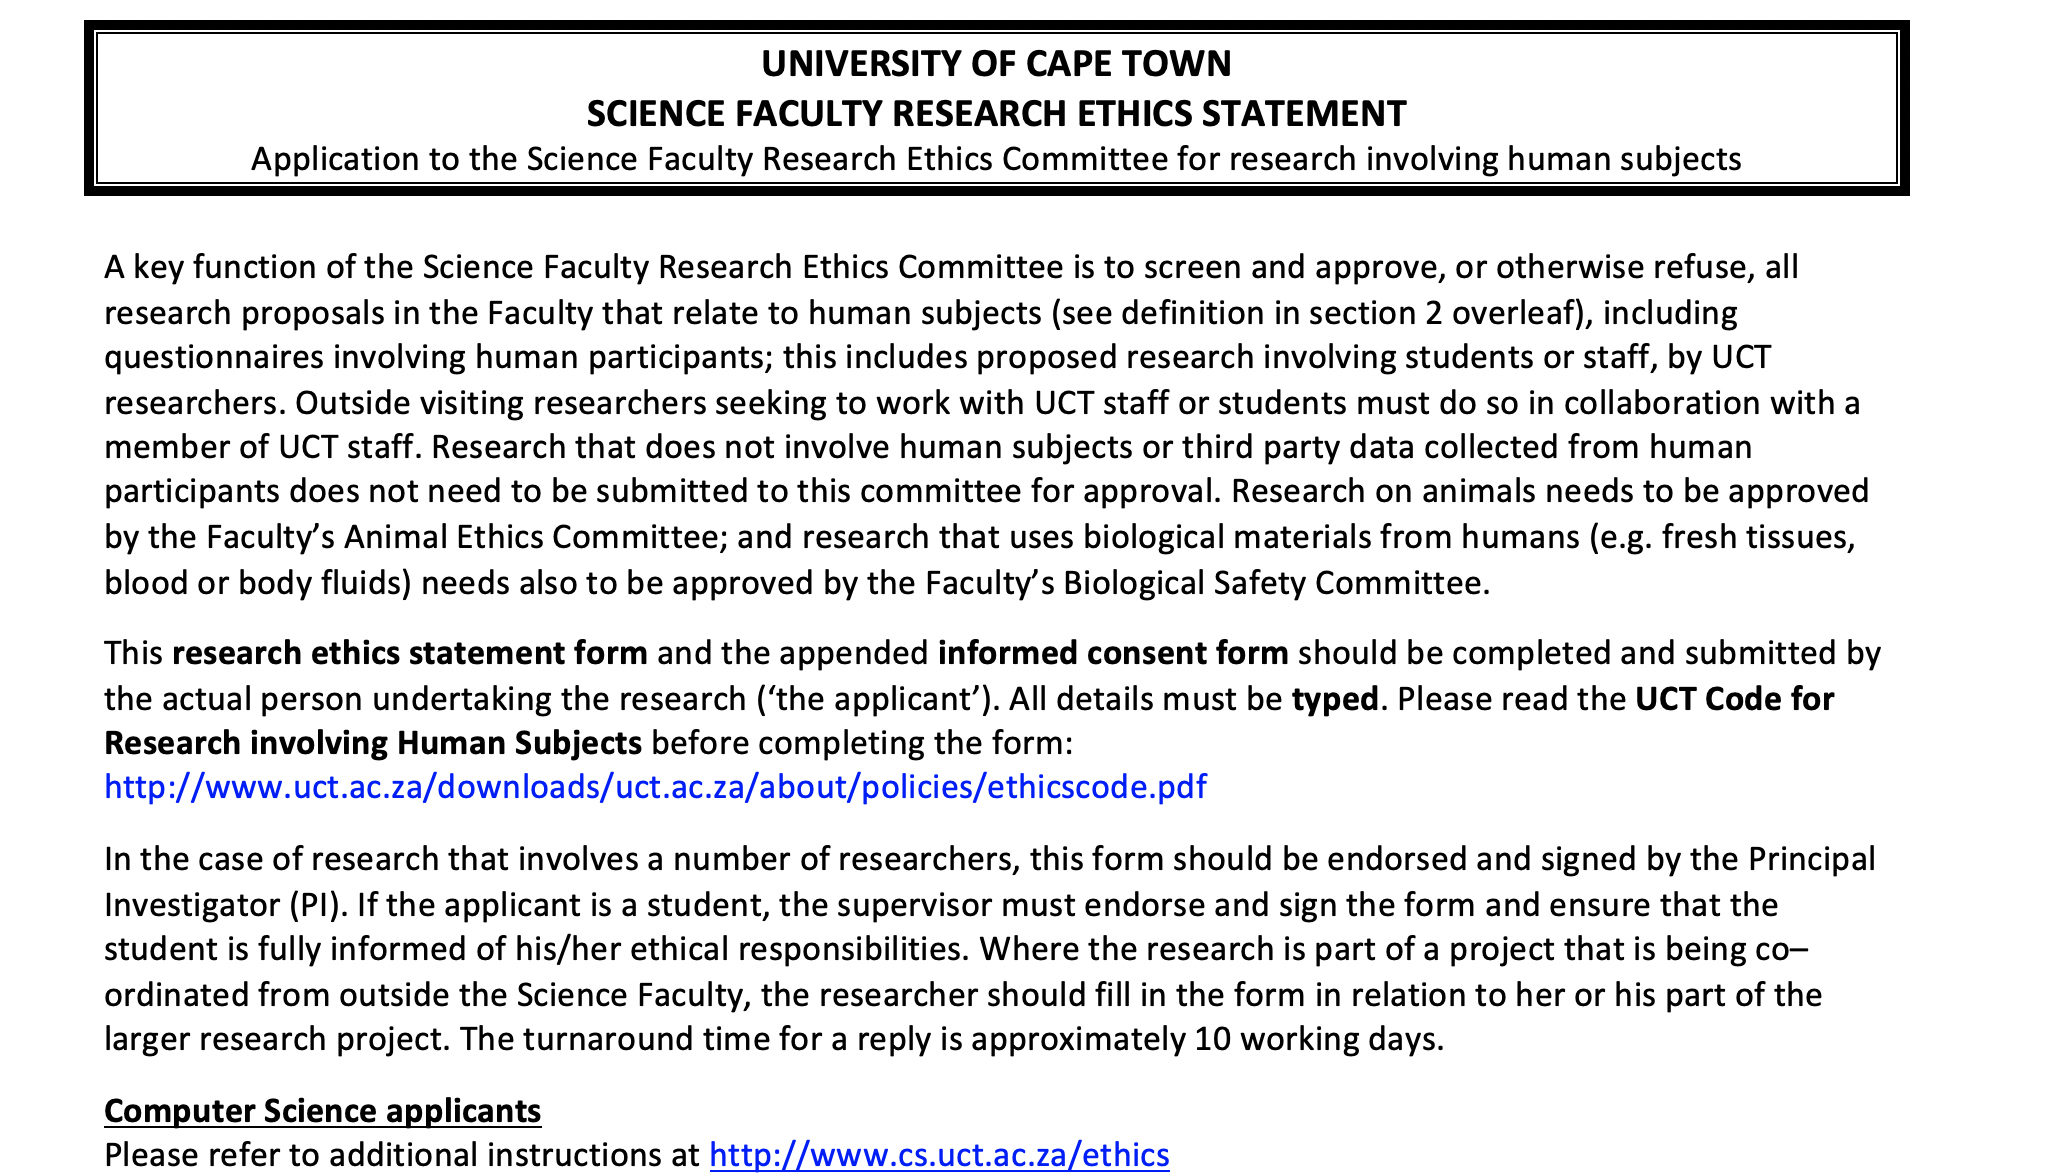 UNIVERSITY OF CAPE TOWN
SCIENCE FACULTY RESEARCH ETHICS STATEMENT
Application to the Science Faculty Research Ethics Committee for research involving human subjects
A key function of the Science Faculty Research Ethics Committee is to screen and approve, or otherwise refuse, all
research proposals in the Faculty that relate to human subjects (see definition in section 2 overleaf), including
questionnaires involving human participants; this includes proposed research involving students or staff, by UCT
researchers. Outside visiting researchers seeking to work with UCT staff or students must do so in collaboration with a
member of UCT staff. Research that does not involve human subjects or third party data collected from human
participants does not need to be submitted to this committee for approval. Research on animals needs to be approved
by the Faculty’s Animal Ethics Committee; and research that uses biological materials from humans (e.g. fresh tissues,
blood or body fluids) needs also to be approved by the Faculty’s Biological Safety Committee.
This research ethics statement form and the appended informed consent form should be completed and submitted by
the actual person undertaking the research (‘the applicant’). All details must be typed. Please read the UCT Code for
Research involving Human Subjects before completing the form:
http://www.uct.ac.za/downloads/uct.ac.za/about/policies/ethicscode.pdf
In the case of research that involves a number of researchers, this form should be endorsed and signed by the Principal
Investigator (PI). If the applicant is a student, the supervisor must endorse and sign the form and ensure that the
student is fully informed of his/her ethical responsibilities. Where the research is part of a project that is being co–
ordinated from outside the Science Faculty, the researcher should fill in the form in relation to her or his part of the
larger research project. The turnaround time for a reply is approximately 10 working days.
Computer Science applicants
Please refer to additional instructions at http://www.cs.uct.ac.za/ethics